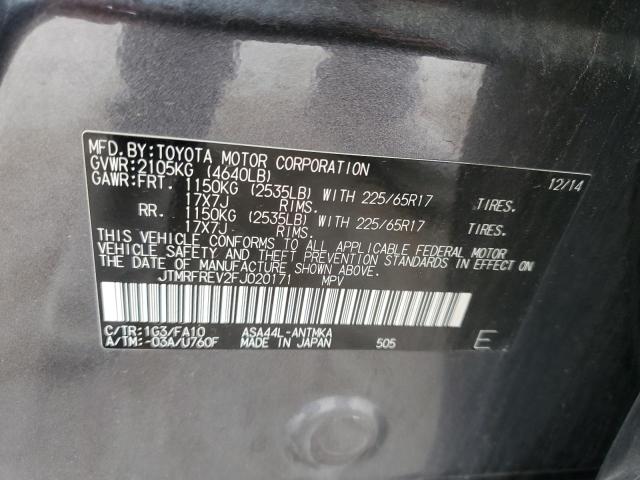 MFD.BY:TOYOTA MOTOR CORPORATION 12/14
GVWR:2105KG (4640LB)
GAWR:FRT. 1150KG (2535LB) WITH 225/65R17 TIRES.
17X7J RIMS.
RR. 1150KG (2535LB) WITH 225/65R17 TIRES.
17X7J RIMS.
THIS VEHICLE CONFORMS TO ALL APPLICABLE FEDERAL MOTOR
VEHICLE SAFETY AND THEFT PREVENTION STANDARDS IN EFFECT ON
THE DATE OF MANUFACTURE SHOWN ABOVE.
JTMRFREV2FJ020171 MPV
C/TR:1G3/FA10 ASA44L-ANTMKA
A/TM:-03A/U760F MADE IN JAPAN 505 E